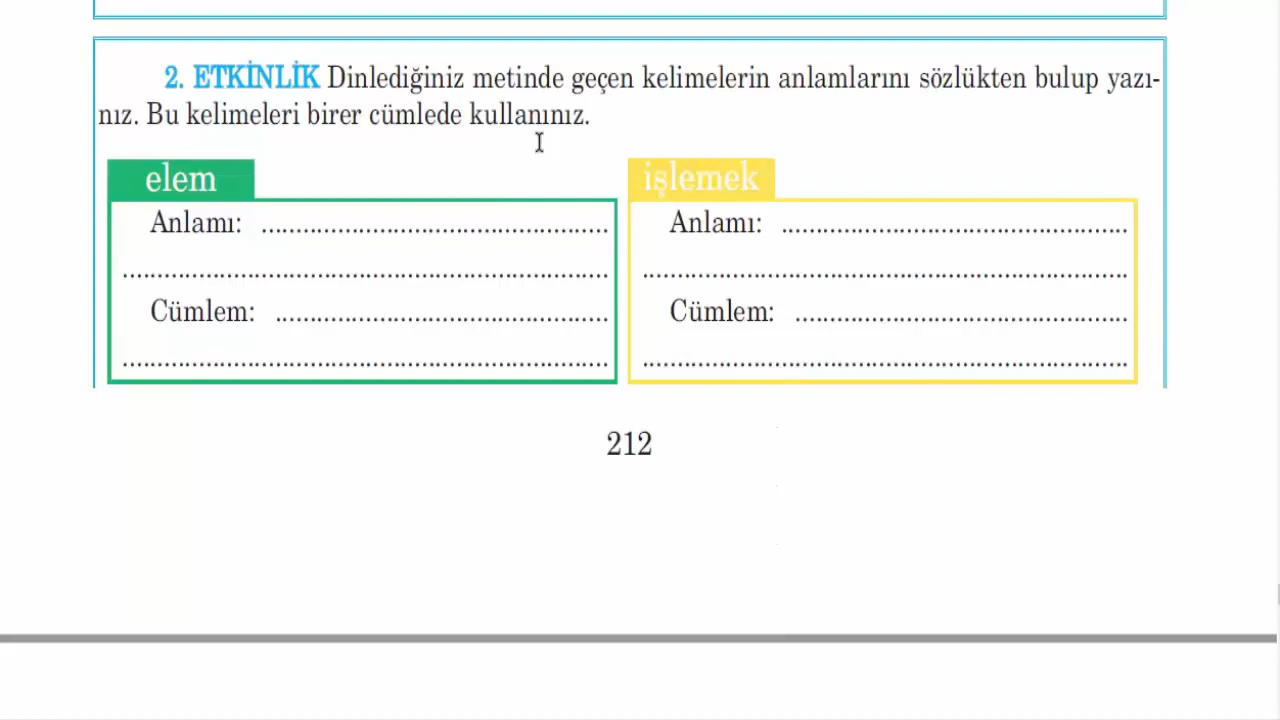 2. ETKİNLİK Dinlediğiniz metinde geçen kelimelerin anlamlarını sözlükten bulup yazı-
nız. Bu kelimeleri birer cümlede kullanınız.
elem
Anlamı: ..................................................
......................................................................
Cümlem: ................................................
......................................................................
işlemek
Anlamı: ..................................................
......................................................................
Cümlem: ................................................
......................................................................
212